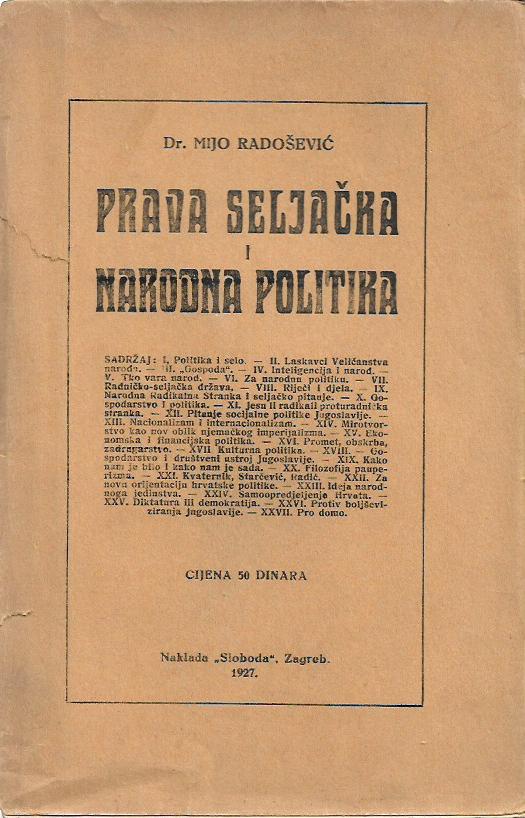 Dr. MIJO RADOŠEVIĆ
PRAVA SELJAČKA
I
NARODNA POLITIKA
SADRŽAJ: I. Politika i selo. — II. Laskavci Veličanstva
naroda. — III. „Gospoda“. — IV. Inteligencija i narod. —
V. Tko vara narod. — VI. Za narodnu politiku. — VII.
Radničko-seljačka država. — VIII. Riječi i djela. — IX.
Narodna Radikalna Stranka i seljačko pitanje. — X. Go-
spodarstvo i politika. — XI. Jesu li radikali proturadnička
stranka. — XII. Pitanje socijalne politike Jugoslavije. —
XIII. Nacionalizam i internacionalizam. — XIV. Mirotvor-
stvo kao nov oblik njemačkog imperijalizma. — XV. Eko-
nomska i financijska politika. — XVI. Promet, obskrba,
zadrugarstvo. — XVII Kulturna politika. — XVIII. — Go-
spodarstvo i društveni ustroj Jugoslavije. — XIX. Kako
nam je bilo i kako nam je sada. — XX. Filozofija paupe-
rizma. — XXI. Kvaternik, Starčević, Radić. — XXII. Za
novu orijentaciju hrvatske politike. — XXIII. Ideja narod-
noga jedinstva. — XXIV. Samoopredjeljenje Hrvata. —
XXV. Diktatura ili demokratija. — XXVI. Protiv boljševi-
ziranja Jugoslavije. — XXVII. Pro domo.
CIJENA 50 DINARA
Naklada „Sloboda“, Zagreb.
1927.